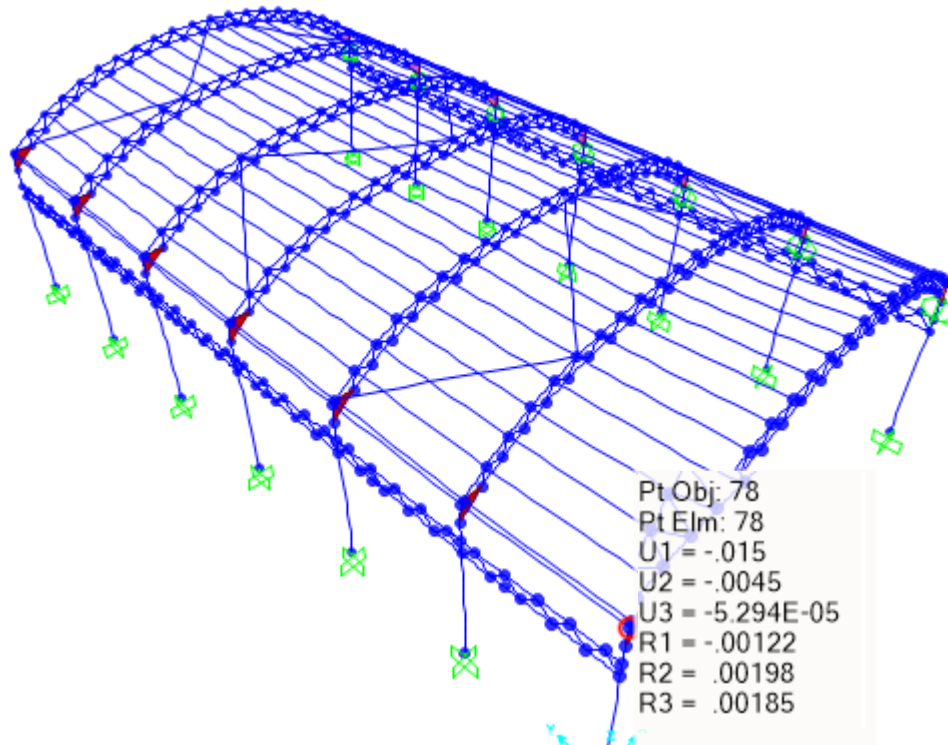 Pt Obj: 78
Pt Elm: 78
U1 = -.015
U2 = -.0045
U3 = -5.294E-05
R1 = -.00122
R2 = .00198
R3 = .00185
Y
Z